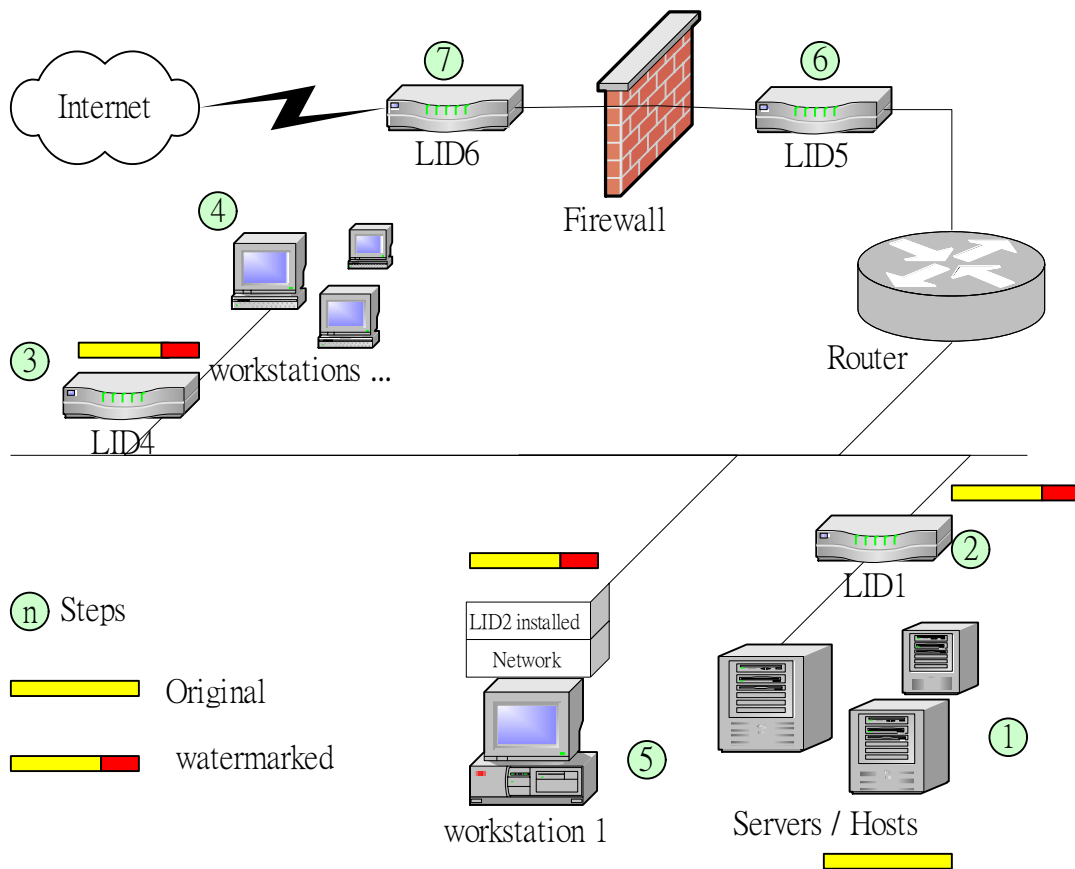 7
6
Internet
LID6
LID5
Firewall
4
3
workstations ...
Router
LID4
2
LID1
n Steps
LID2 installed
Network
Original
1
watermarked
5
workstation 1
Servers / Hosts